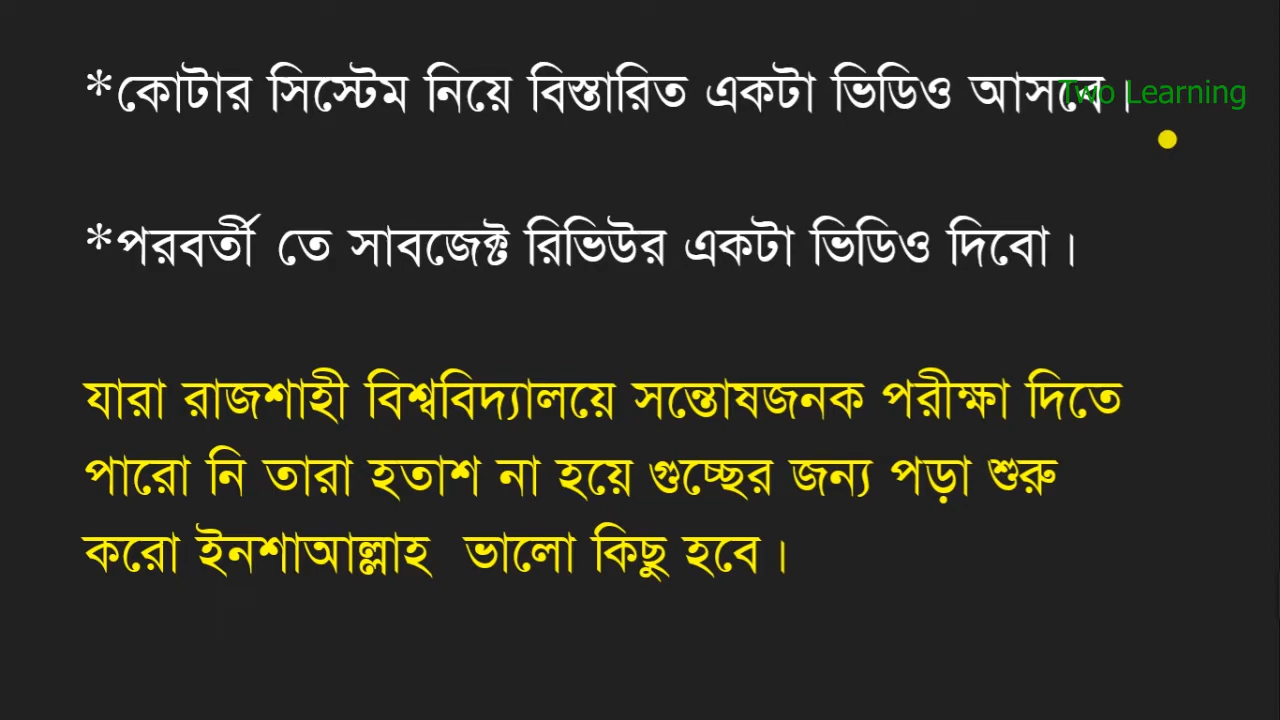 *কোটার সিস্টেম নিয়ে বিস্তারিত একটা ভিডিও আসবে।
Two Learning
*পরবর্তী তে সাবজেক্ট রিভিউর একটা ভিডিও দিবো।
যারা রাজশাহী বিশ্ববিদ্যালয়ে সন্তোষজনক পরীক্ষা দিতে
পারো নি তারা হতাশ না হয়ে গুচ্ছের জন্য পড়া শুরু
করো ইনশাআল্লাহ ভালো কিছু হবে।